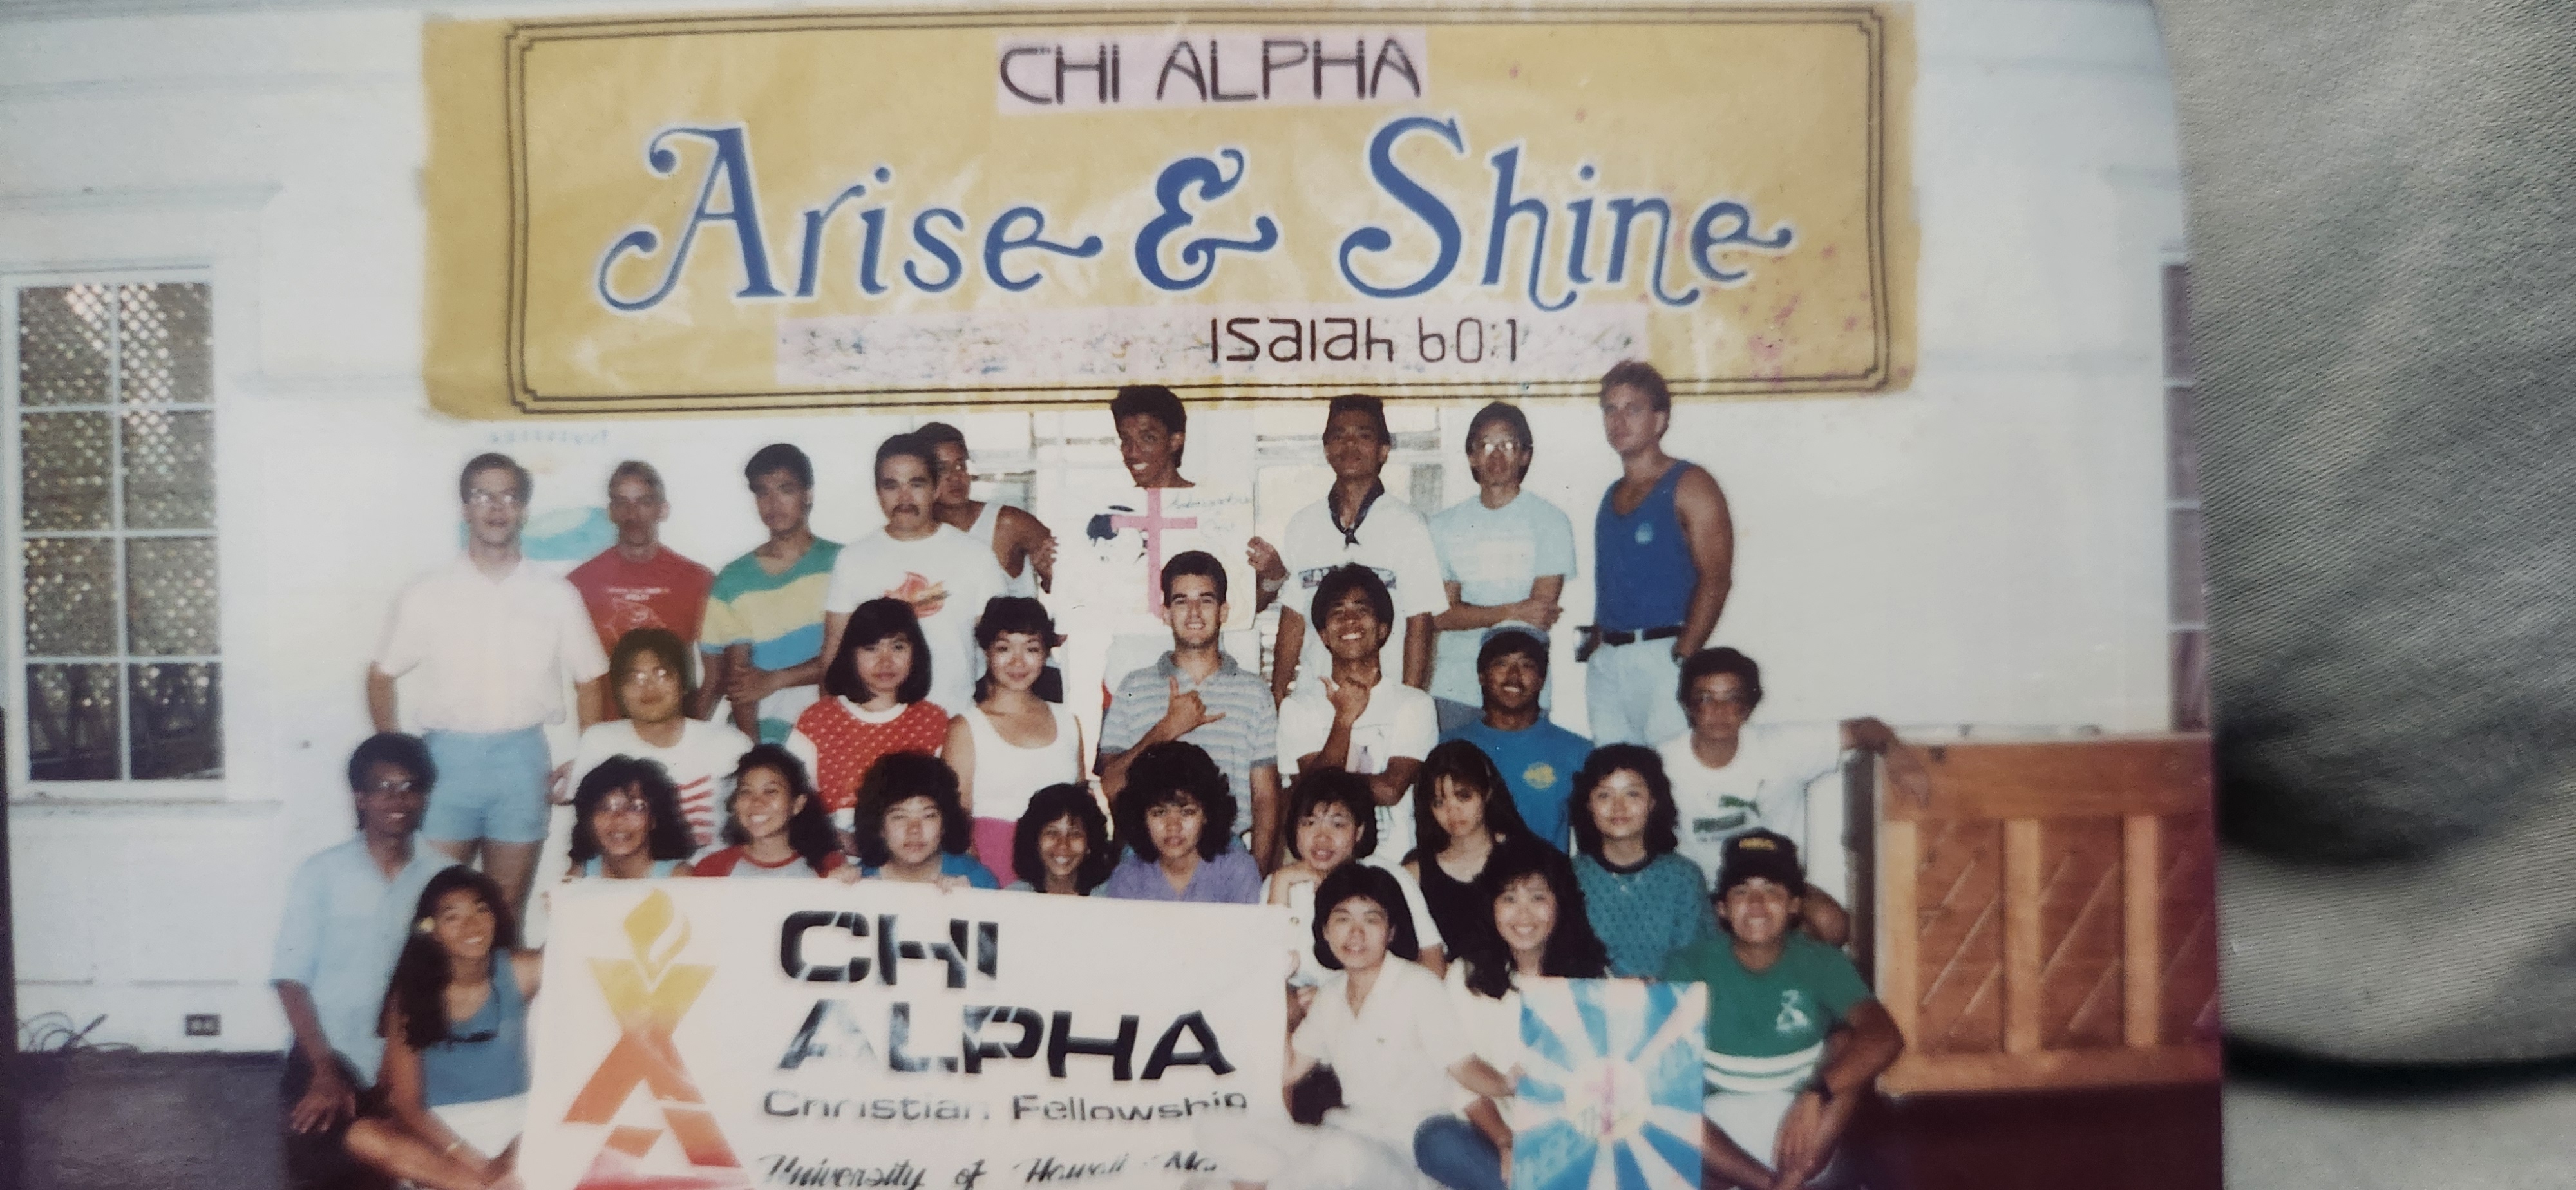 CHI ALPHA
Arise & Shine
Isaiah 60:1
CHI
ALPHA
Christian Fellowship
University of Hawaii